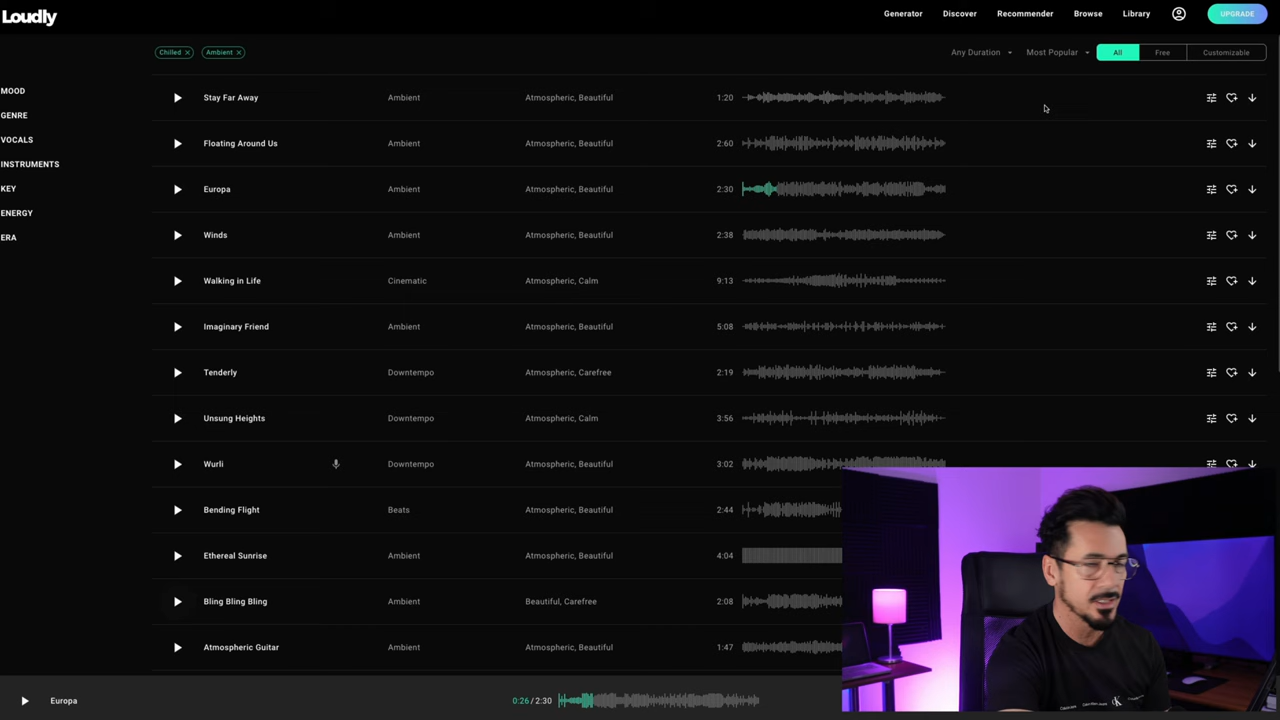 Loudly
Generator Discover Recommender Browse Library UPGRADE
Chilled Ambient Any Duration Most Popular All Free Customizable
MOOD
GENRE
VOCALS
INSTRUMENTS
KEY
ENERGY
ERA
Stay Far Away Ambient Atmospheric, Beautiful 1:20
Floating Around Us Ambient Atmospheric, Beautiful 2:60
Europa Ambient Atmospheric, Beautiful 2:30
Winds Ambient Atmospheric, Beautiful 2:38
Walking in Life Cinematic Atmospheric, Calm 9:13
Imaginary Friend Ambient Atmospheric, Beautiful 5:08
Tenderly Downtempo Atmospheric, Carefree 2:19
Unsung Heights Downtempo Atmospheric, Calm 3:56
Wurli Downtempo Atmospheric, Beautiful 3:02
Bending Flight Beats Atmospheric, Beautiful 2:44
Ethereal Sunrise Ambient Atmospheric, Beautiful 4:04
Bling Bling Bling Ambient Beautiful, Carefree 2:08
Atmospheric Guitar Ambient Atmospheric, Beautiful 1:47
Europa 0:26 / 2:30